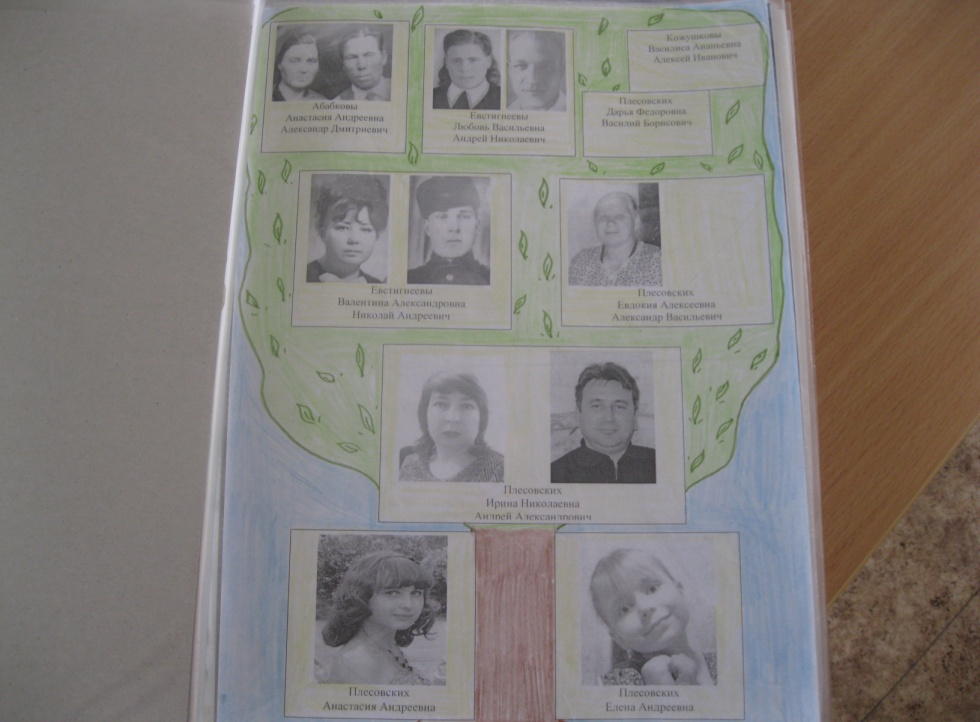 Абабковы
Анастасия Андреевна
Александр Дмитриевич
Евстигнеевы
Любовь Васильевна
Андрей Николаевич
Кожушковы
Василиса Ананьевна
Алексей Иванович
Плесовских
Дарья Федоровна
Василий Борисович
Евстигнеевы
Валентина Александровна
Николай Андреевич
Плесовских
Евдокия Алексеевна
Александр Васильевич
Плесовских
Ирина Николаевна
Андрей Александрович
Плесовских
Анастасия Андреевна
Плесовских
Елена Андреевна